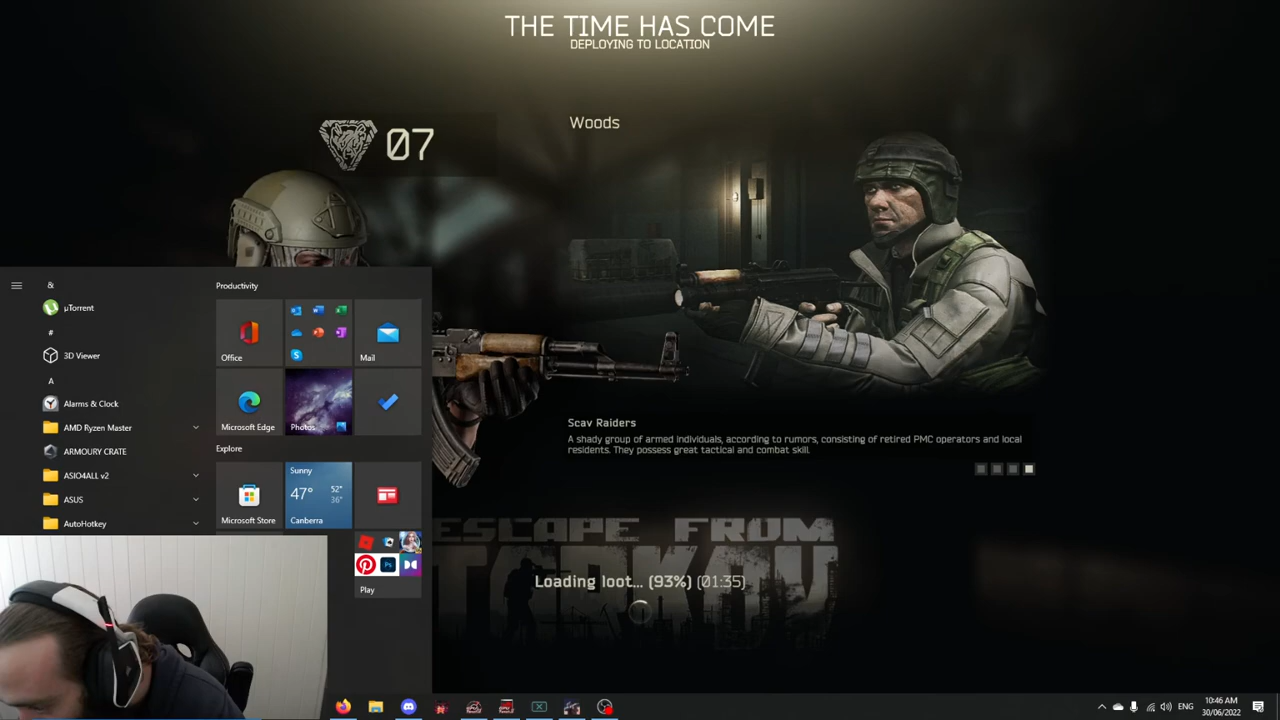 THE TIME HAS COME
DEPLOYING TO LOCATION
07
Woods
Scav Raiders
A shady group of armed individuals, according to rumors, consisting of retired PMC operators and local
residents. They possess great tactical and combat skill.
ESCAPE FROM
TARKOV
Loading loot... (93%) (01:35)
&
µTorrent
#
3D Viewer
A
Alarms & Clock
AMD Ryzen Master
ARMOURY CRATE
ASIO4ALL v2
ASUS
AutoHotkey
Productivity
Office
Mail
Microsoft Edge
Photos
Explore
Microsoft Store
Sunny
47° 52°
36°
Canberra
Ps
Play
ENG
10:46 AM
30/06/2022